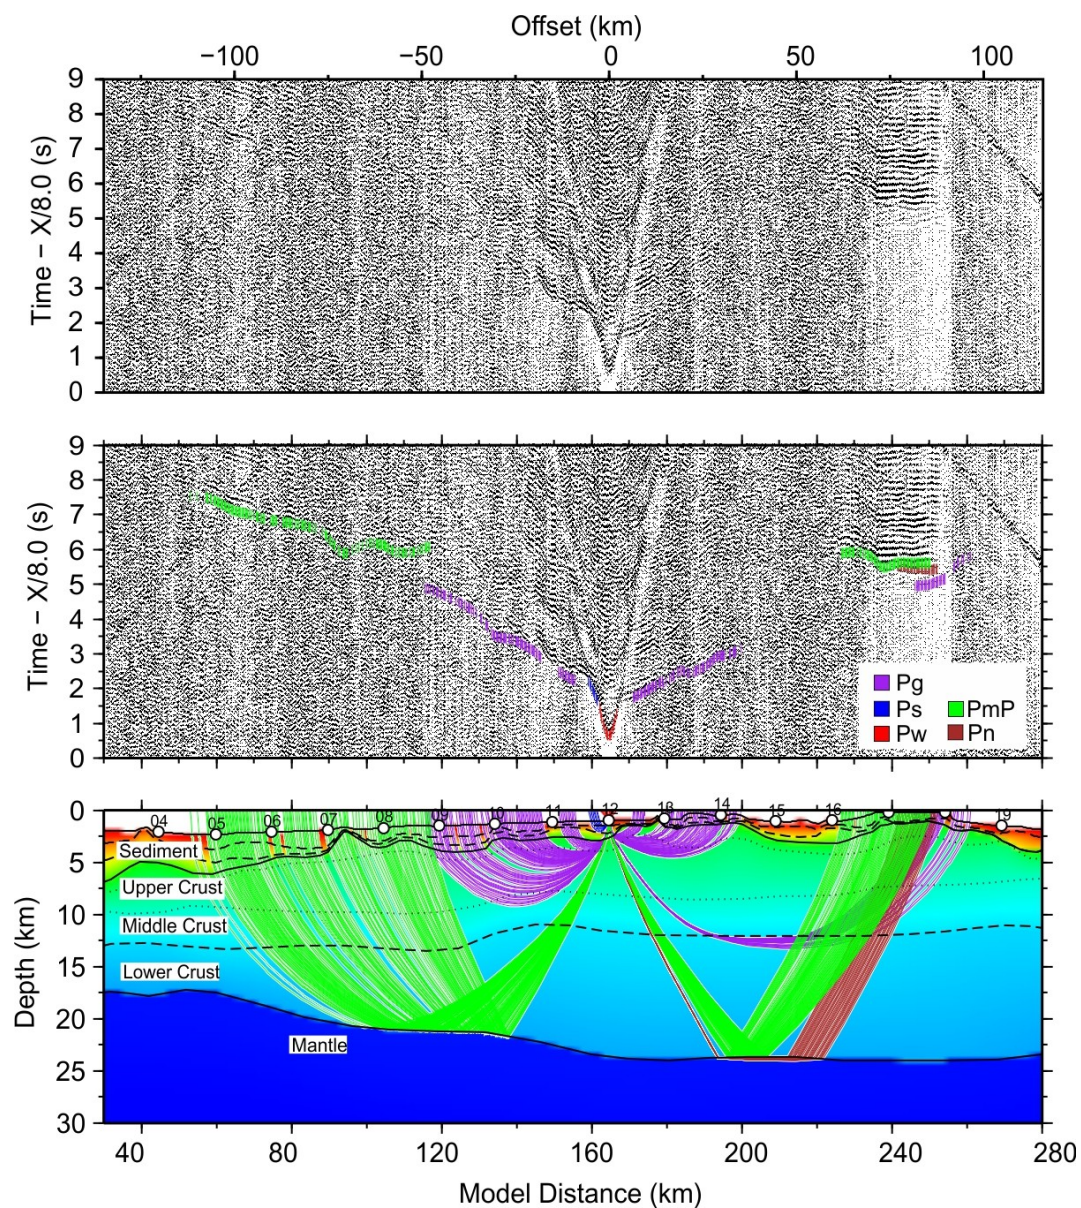 Offset (km)
−100 −50 0 50 100
9
8
7
6
5
4
3
2
1
0
Time − X/8.0 (s)
9
8
7
6
5
4
3
2
1
0
Time − X/8.0 (s)
Pg
Ps PmP
Pw Pn
0
5
10
15
20
25
30
Depth (km)
04 05 06 07 08 09 10 11 12 13 14 15 16 19
Sediment
Upper Crust
Middle Crust
Lower Crust
Mantle
40 80 120 160 200 240 280
Model Distance (km)